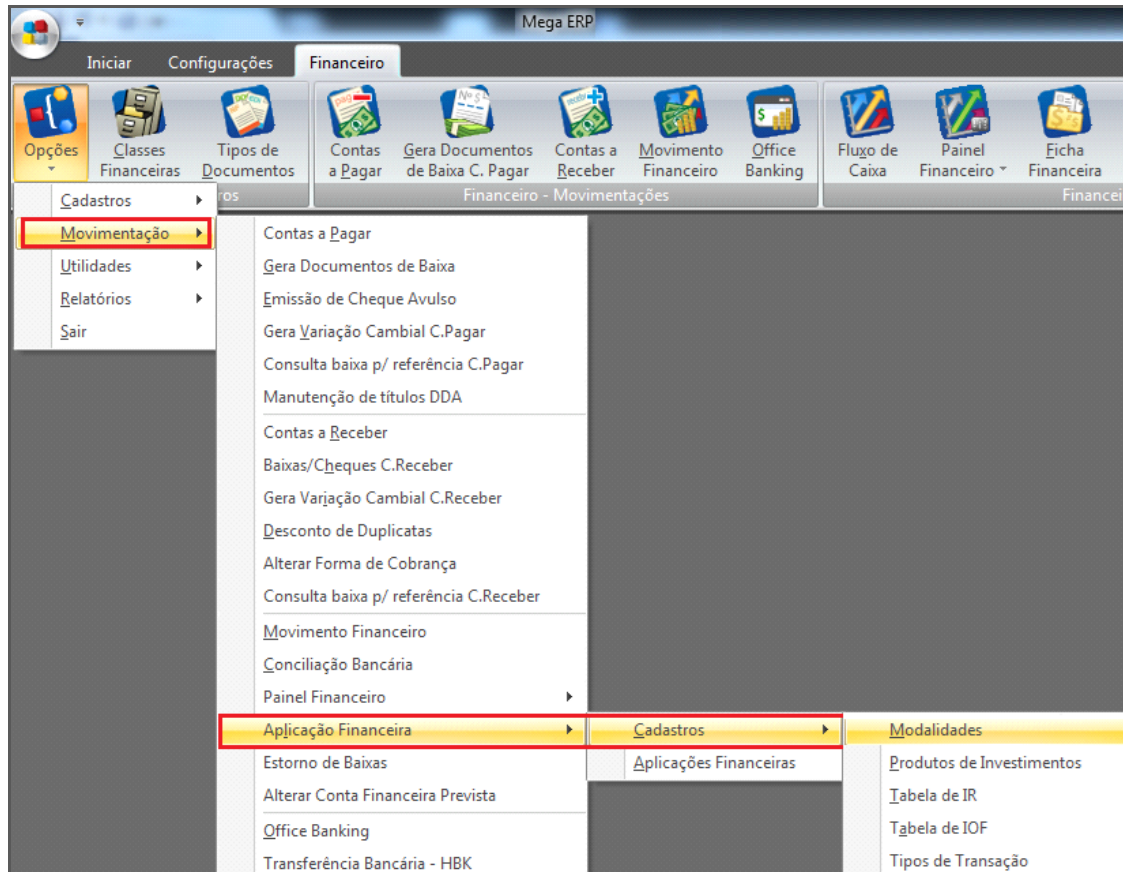 Mega ERP
Iniciar Configurações Financeiro
Opções
Classes
Financeiras
Tipos de
Documentos
Contas
a Pagar
Gera Documentos
de Baixa C. Pagar
Contas a
Receber
Movimento
Financeiro
Office
Banking
Fluxo de
Caixa
Painel
Financeiro
Ficha
Financeira
Financeiro - Movimentações
Cadastros
Movimentação
Utilidades
Relatórios
Sair
Contas a Pagar
Gera Documentos de Baixa
Emissão de Cheque Avulso
Gera Variação Cambial C.Pagar
Consulta baixa p/ referência C.Pagar
Manutenção de títulos DDA
Contas a Receber
Baixas/Cheques C.Receber
Gera Variação Cambial C.Receber
Desconto de Duplicatas
Alterar Forma de Cobrança
Consulta baixa p/ referência C.Receber
Movimento Financeiro
Conciliação Bancária
Painel Financeiro
Aplicação Financeira
Estorno de Baixas
Alterar Conta Financeira Prevista
Office Banking
Transferência Bancária - HBK
Cadastros
Aplicações Financeiras
Modalidades
Produtos de Investimentos
Tabela de IR
Tabela de IOF
Tipos de Transação